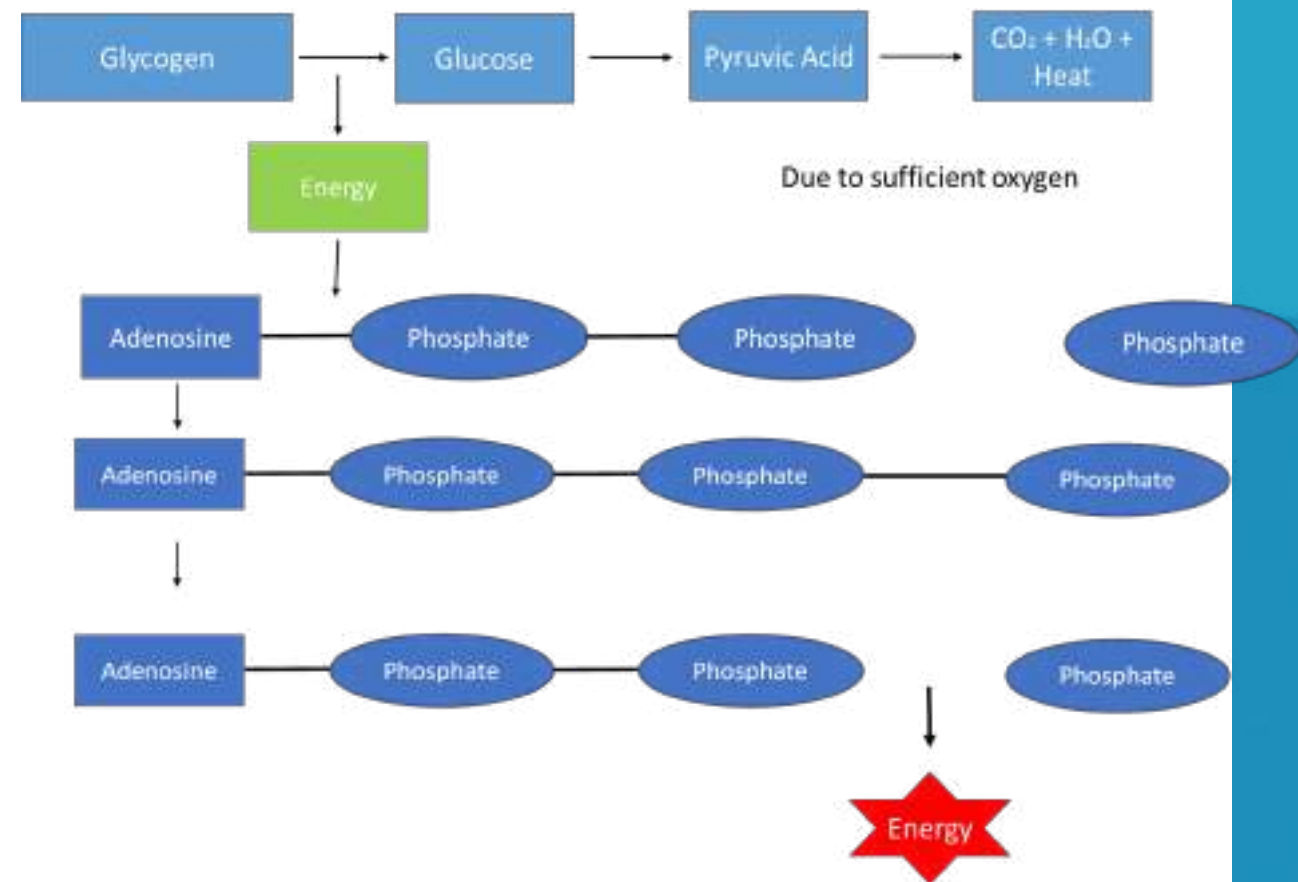 Glycogen
Glucose
Pyruvic Acid
CO₂ + H₂O +
Heat
Energy
Due to sufficient oxygen
Adenosine
Phosphate
Phosphate
Phosphate
Adenosine
Phosphate
Phosphate
Phosphate
Adenosine
Phosphate
Phosphate
Phosphate
Energy